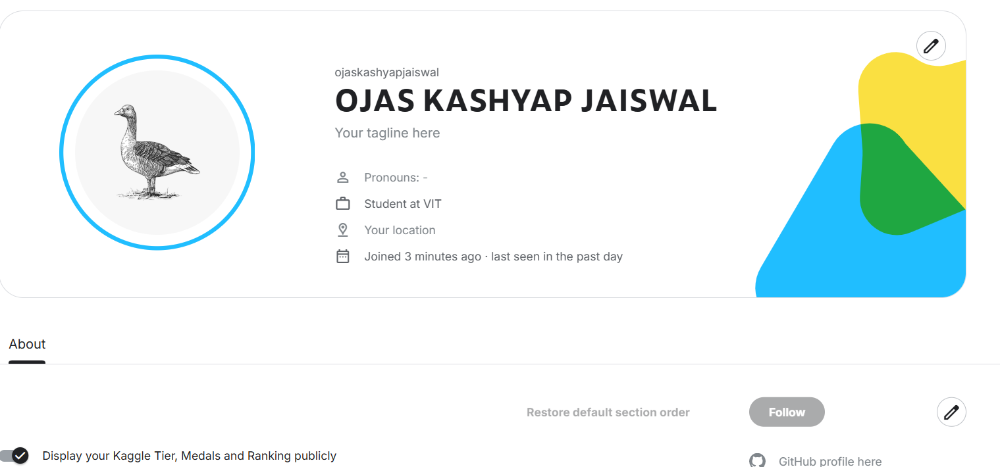 ojaskashyapjaiswal
OJAS KASHYAP JAISWAL
Your tagline here
Pronouns: -
Student at VIT
Your location
Joined 3 minutes ago · last seen in the past day
About
Restore default section order
Follow
Display your Kaggle Tier, Medals and Ranking publicly
GitHub profile here